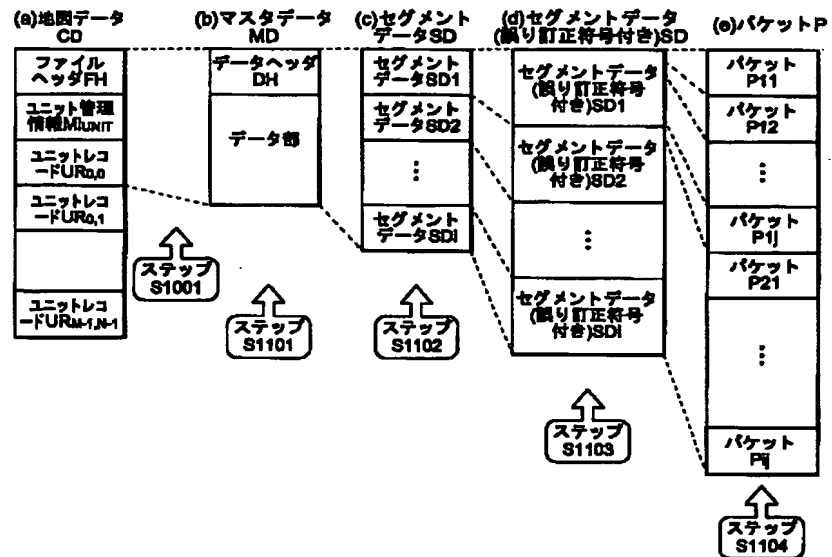 (a)地図データ
CD
ファイル
ヘッダFH
ユニット管理
情報MIUNIT
ユニットレコ
ードUR0,0
ユニットレコ
ードUR0,1
ユニットレコ
ードURM-1,N-1
ステップ
S1001
(b)マスタデータ
MD
データヘッダ
DH
データ部
ステップ
S1101
(c)セグメント
データSD
セグメント
データSD1
セグメント
データSD2
⋮
セグメント
データSDi
ステップ
S1102
(d)セグメントデータ
(誤り訂正符号付き)SD
セグメントデータ
(誤り訂正符号
付き)SD1
セグメントデータ
(誤り訂正符号
付き)SD2
⋮
セグメントデータ
(誤り訂正符号
付き)SDi
ステップ
S1103
(e)パケットP
パケット
P11
パケット
P12
⋮
パケット
P1j
パケット
P21
⋮
パケット
Pij
ステップ
S1104